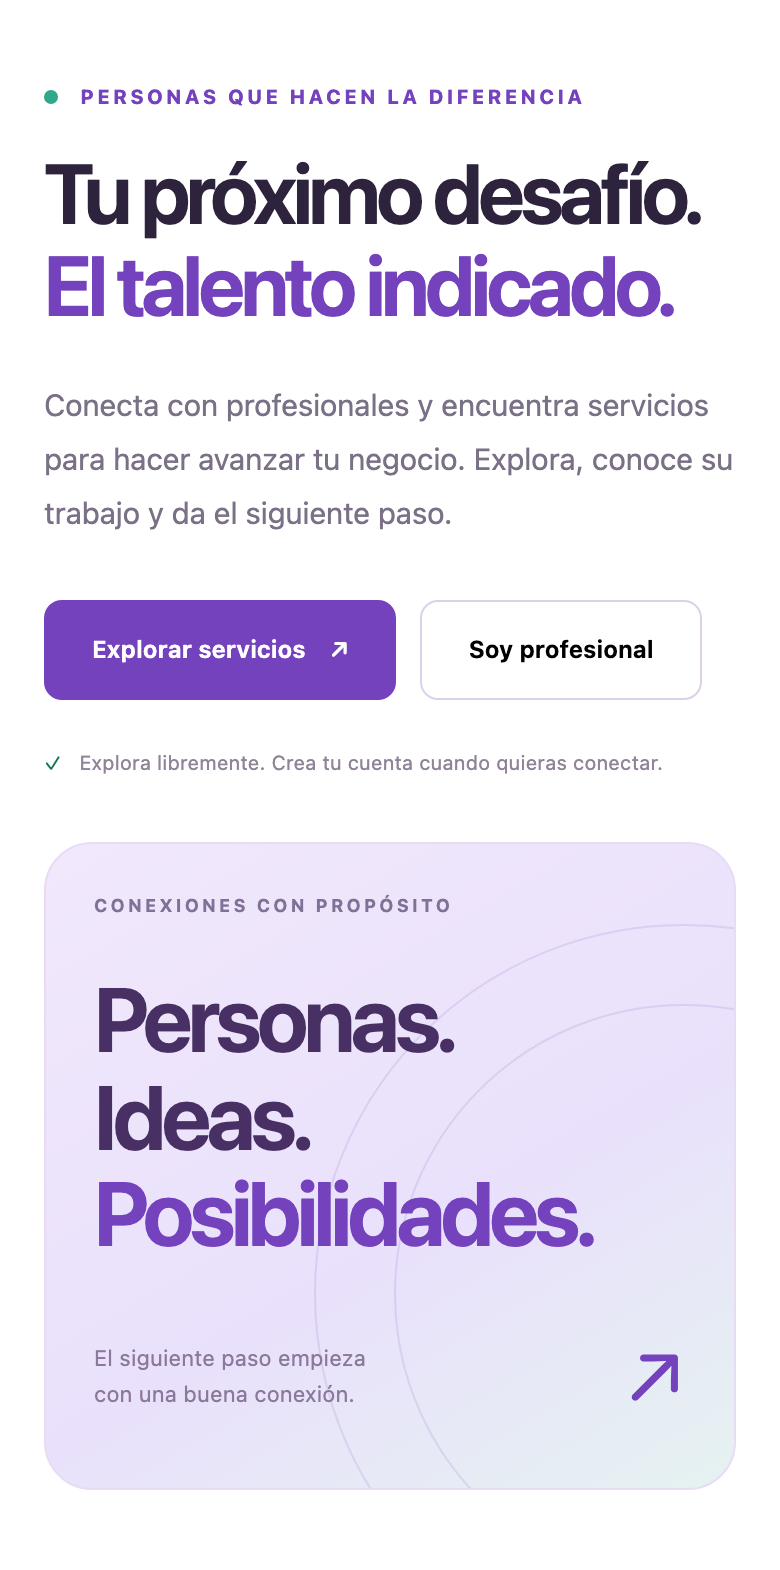 PERSONAS QUE HACEN LA DIFERENCIA
Tu próximo desafío.
El talento indicado.
Conecta con profesionales y encuentra servicios
para hacer avanzar tu negocio. Explora, conoce su
trabajo y da el siguiente paso.
Explorar servicios
Soy profesional
Explora libremente. Crea tu cuenta cuando quieras conectar.
CONEXIONES CON PROPÓSITO
Personas.
Ideas.
Posibilidades.
El siguiente paso empieza
con una buena conexión.